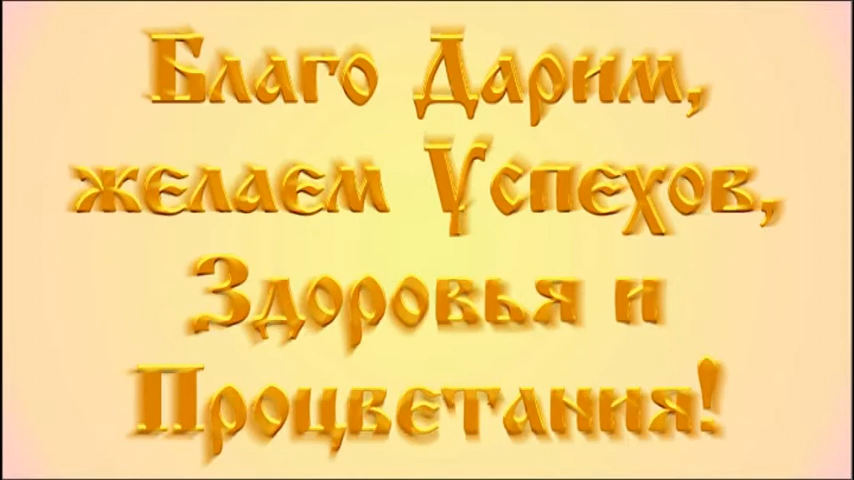 Благо Дарим,
желаем Успехов,
Здоровья и
Процветания!